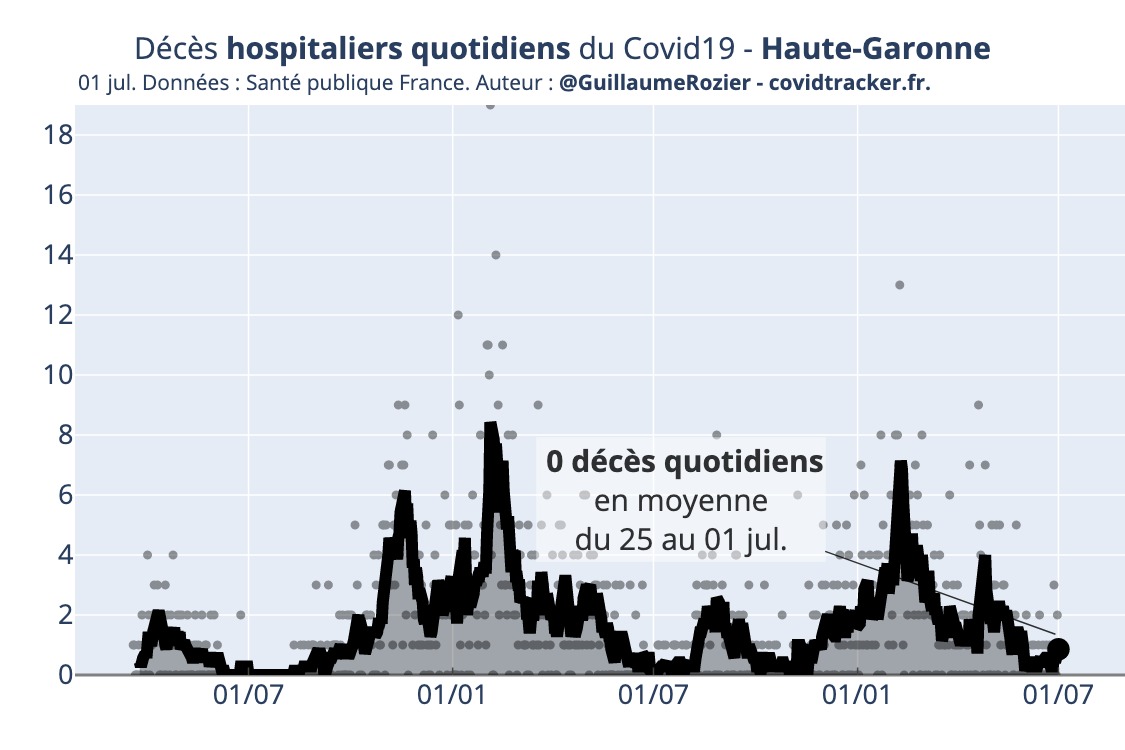 Décès hospitaliers quotidiens du Covid19 - Haute-Garonne
01 jul. Données : Santé publique France. Auteur : @GuillaumeRozier - covidtracker.fr.
18
16
14
12
10
8
6
4
2
0
0 décès quotidiens
en moyenne
du 25 au 01 jul.
01/07 01/01 01/07 01/01 01/07